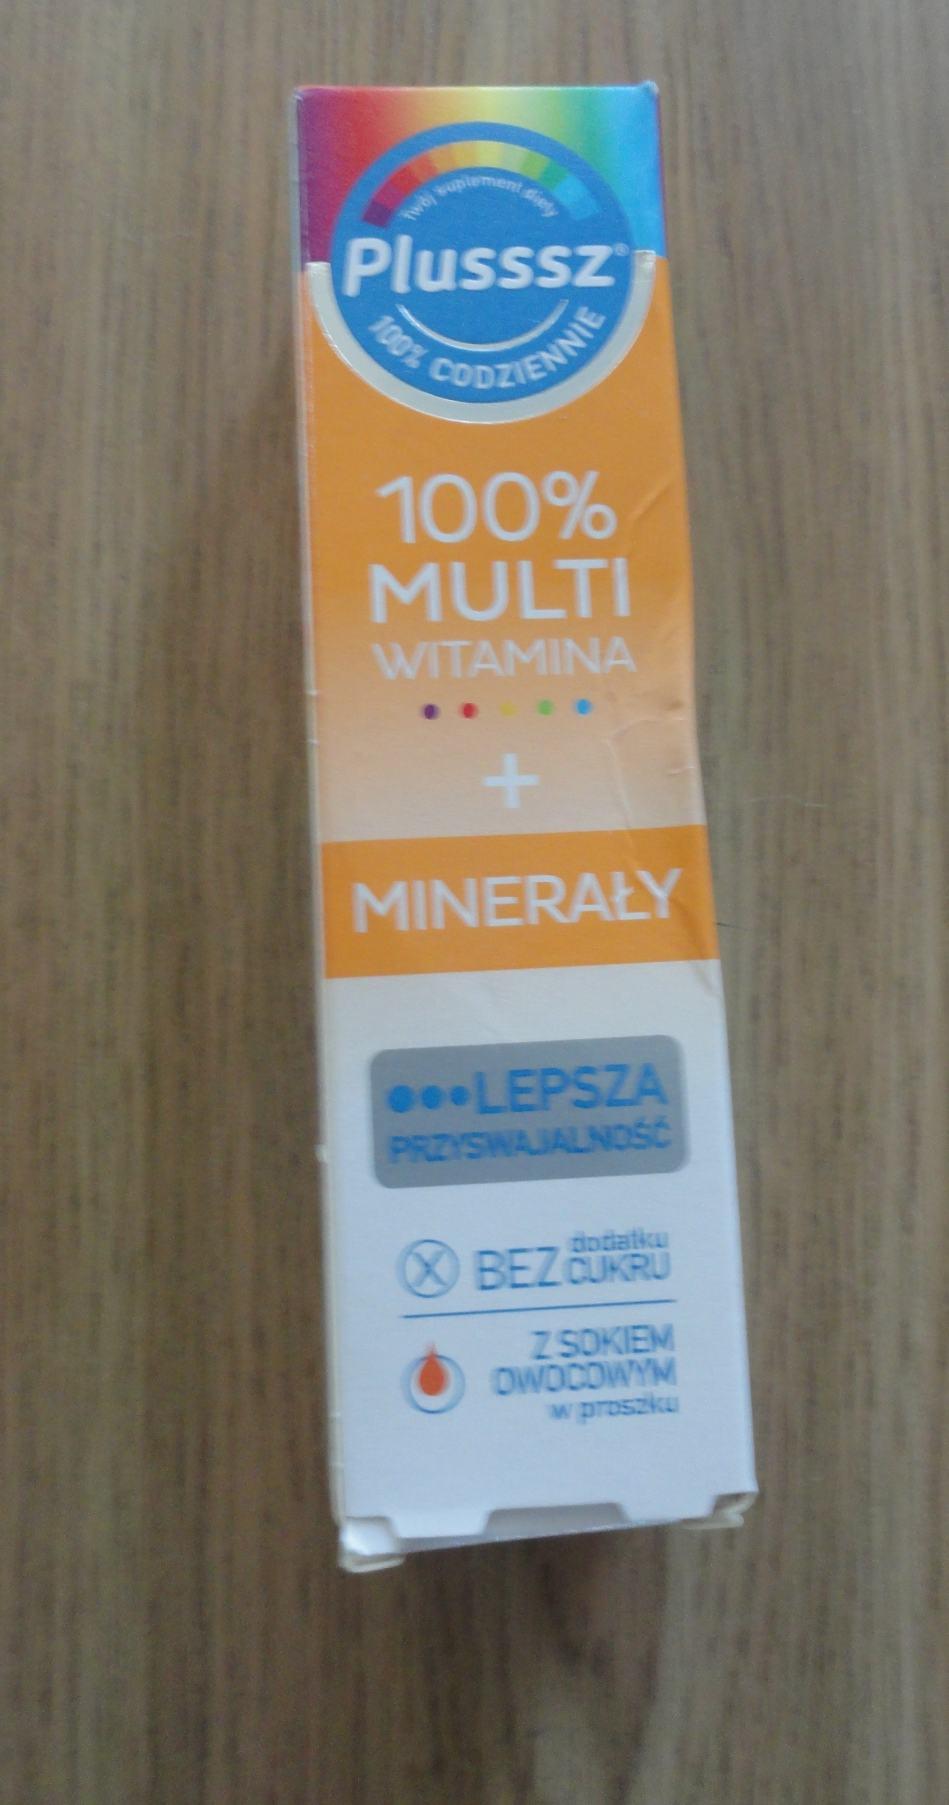 Twój suplement diety
Plusssz®
100% CODZIENNIE
100%
MULTI
WITAMINA
+
MINERAŁY
LEPSZA
PRZYSWAJALNOŚĆ
BEZ dodatku
CUKRU
Z SOKIEM
OWOCOWYM
w proszku